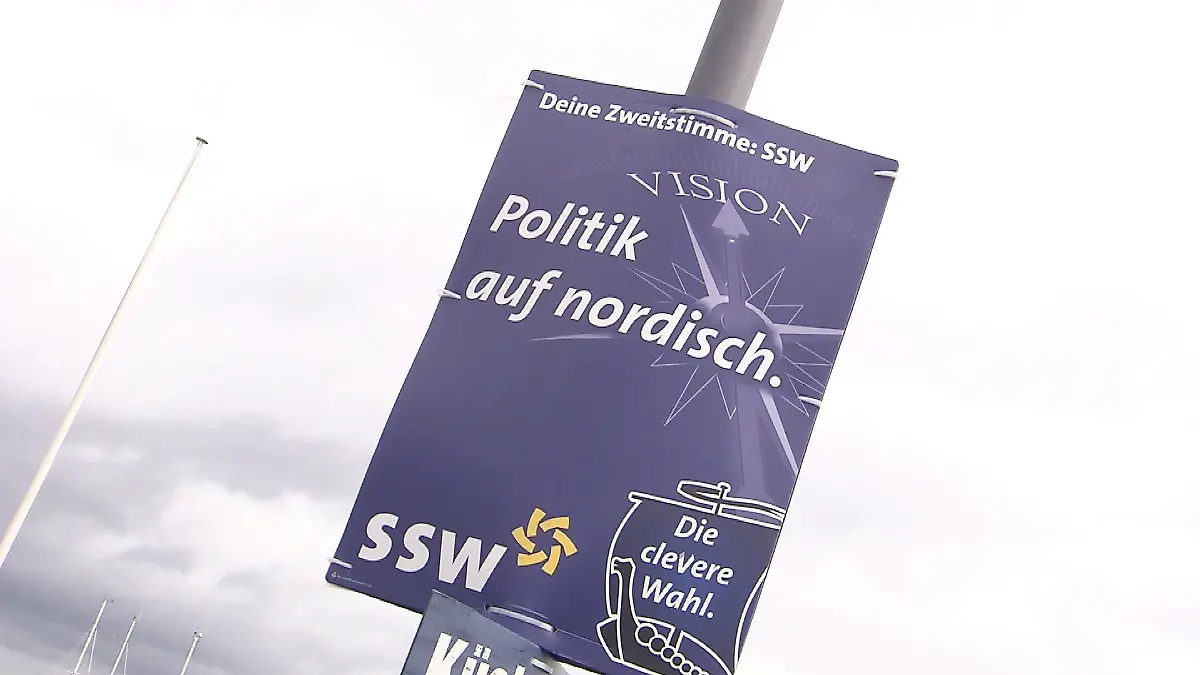 Deine Zweitstimme: SSW
VISION
Politik
auf nordisch.
SSW
Die
clevere
Wahl.